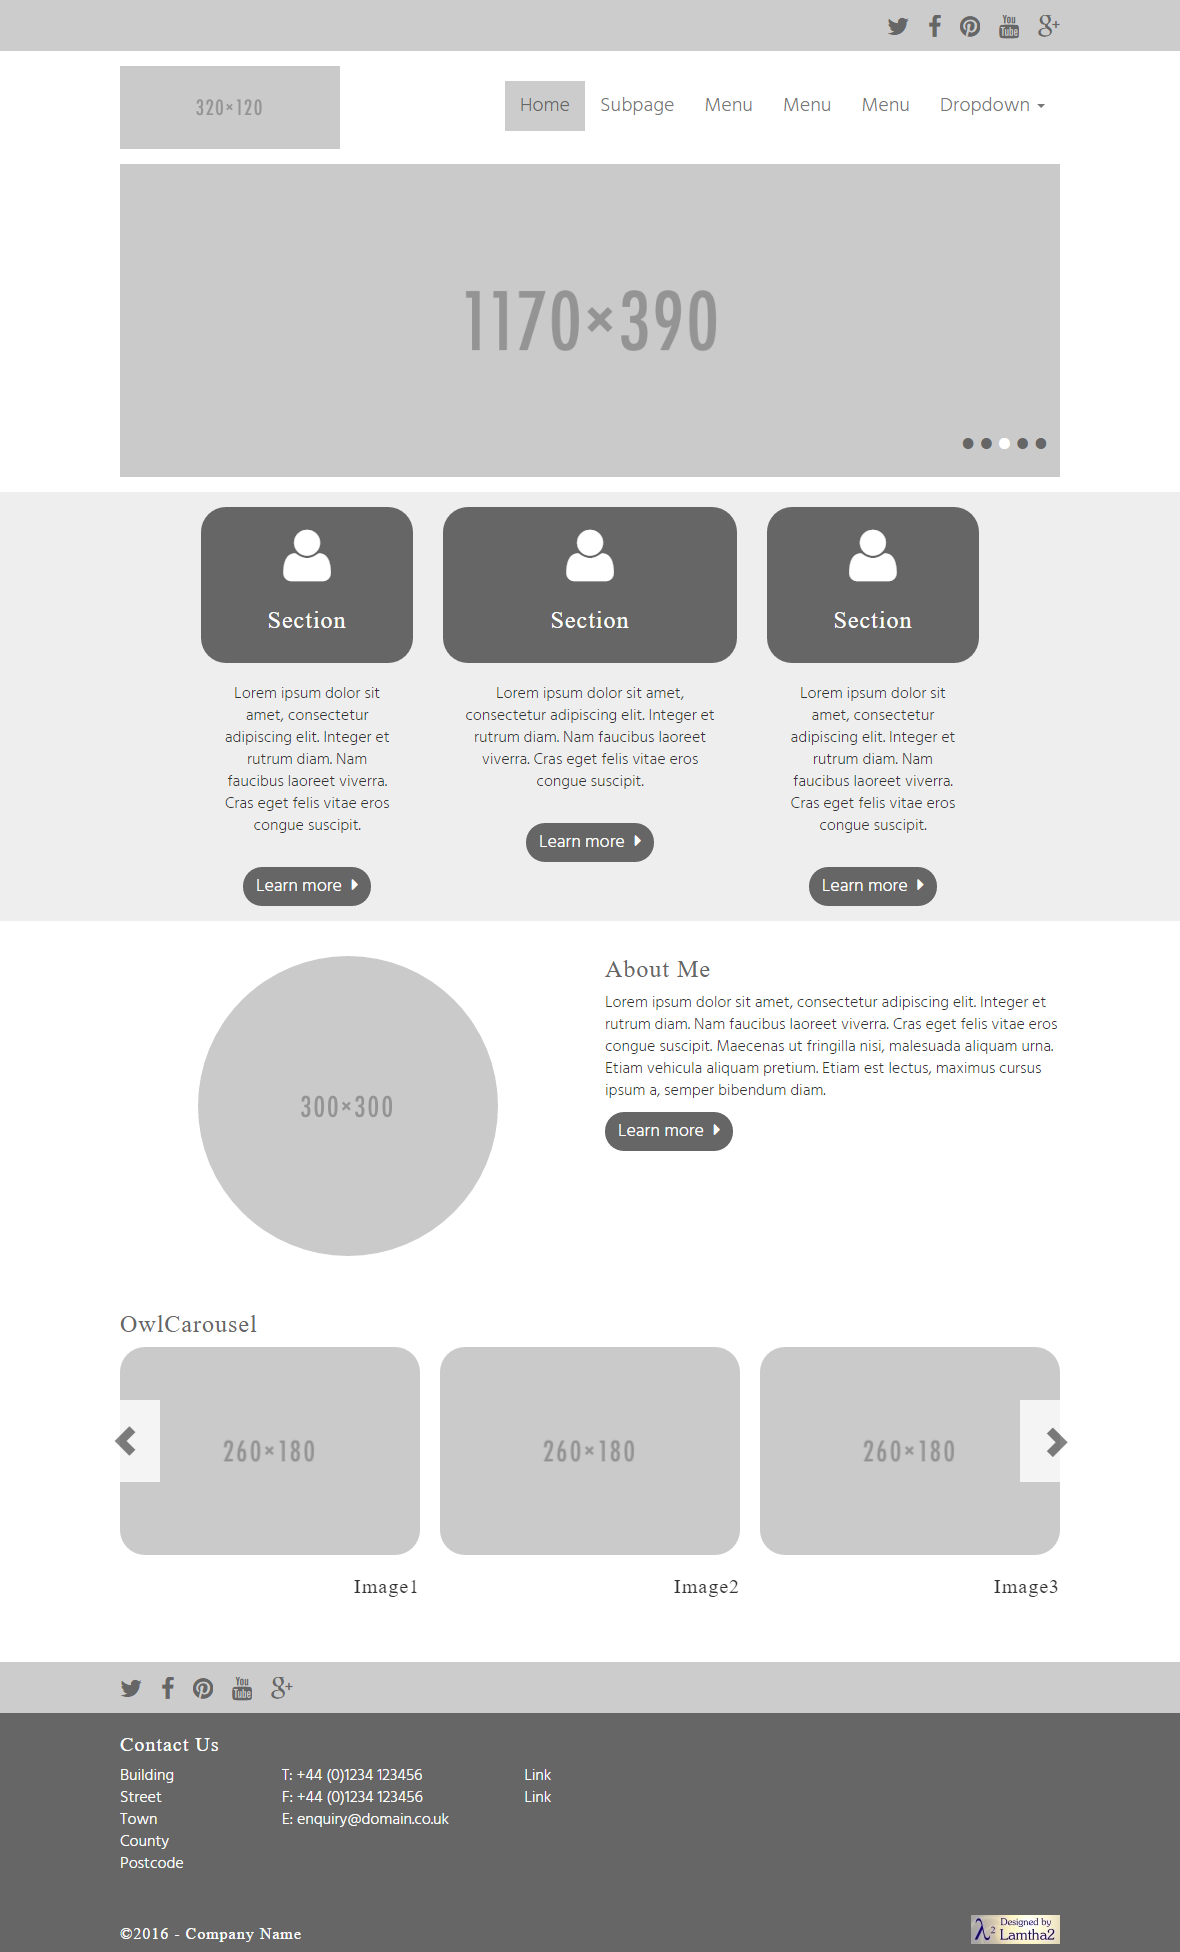 You
Tube
g+
320×120
Home Subpage Menu Menu Menu Dropdown
1170×390
Section
Lorem ipsum dolor sit
amet, consectetur
adipiscing elit. Integer et
rutrum diam. Nam
faucibus laoreet viverra.
Cras eget felis vitae eros
congue suscipit.
Learn more
Section
Lorem ipsum dolor sit amet,
consectetur adipiscing elit. Integer et
rutrum diam. Nam faucibus laoreet
viverra. Cras eget felis vitae eros
congue suscipit.
Learn more
Section
Lorem ipsum dolor sit
amet, consectetur
adipiscing elit. Integer et
rutrum diam. Nam
faucibus laoreet viverra.
Cras eget felis vitae eros
congue suscipit.
Learn more
300×300
About Me
Lorem ipsum dolor sit amet, consectetur adipiscing elit. Integer et
rutrum diam. Nam faucibus laoreet viverra. Cras eget felis vitae eros
congue suscipit. Maecenas ut fringilla nisi, malesuada aliquam urna.
Etiam vehicula aliquam pretium. Etiam est lectus, maximus cursus
ipsum a, semper bibendum diam.
Learn more
OwlCarousel
260×180
260×180
260×180
Image1
Image2
Image3
You
Tube
g+
Contact Us
Building
Street
Town
County
Postcode
T: +44 (0)1234 123456
F: +44 (0)1234 123456
E: enquiry@domain.co.uk
Link
Link
©2016 - Company Name
λ2 Designed by
Lamtha2